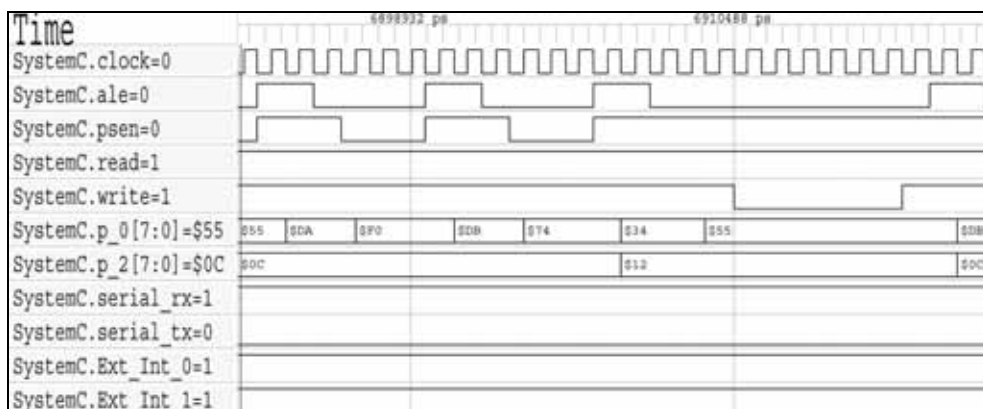 Time
6898932 ps 6910488 ps
SystemC.clock=0
SystemC.ale=0
SystemC.psen=0
SystemC.read=1
SystemC.write=1
SystemC.p_0[7:0]=$55 $55 $DA $F0 $DB $74 $34 $55 $DB
SystemC.p_2[7:0]=$0C $0C $12 $0C
SystemC.serial_rx=1
SystemC.serial_tx=0
SystemC.Ext_Int_0=1
SystemC.Ext_Int_1=1